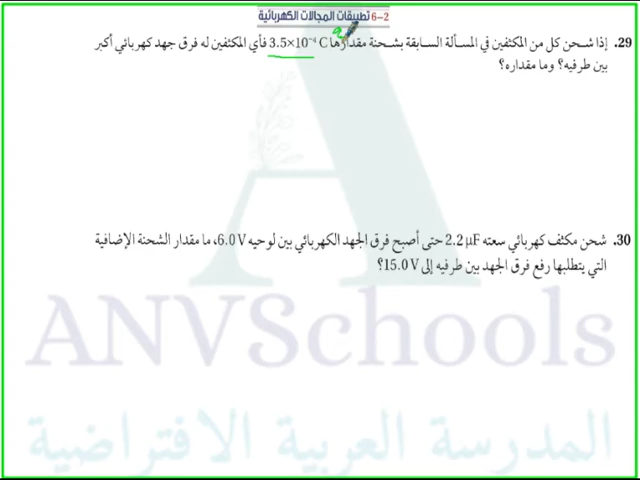 6-2 تطبيقات المجالات الكهربائية
29. إذا شحن كل من المكثفين في المسألة السابقة بشحنة مقدارها 3.5×10⁻⁴ C فأي المكثفين له فرق جهد كهربائي أكبر
بين طرفيه؟ وما مقداره؟
30. شحن مكثف كهربائي سعته 2.2 μF حتى أصبح فرق الجهد الكهربائي بين لوحيه 6.0 V، ما مقدار الشحنة الإضافية
التي يتطلبها رفع فرق الجهد بين طرفيه إلى 15.0 V؟
ANVSchools
المدرسة العربية الافتراضية